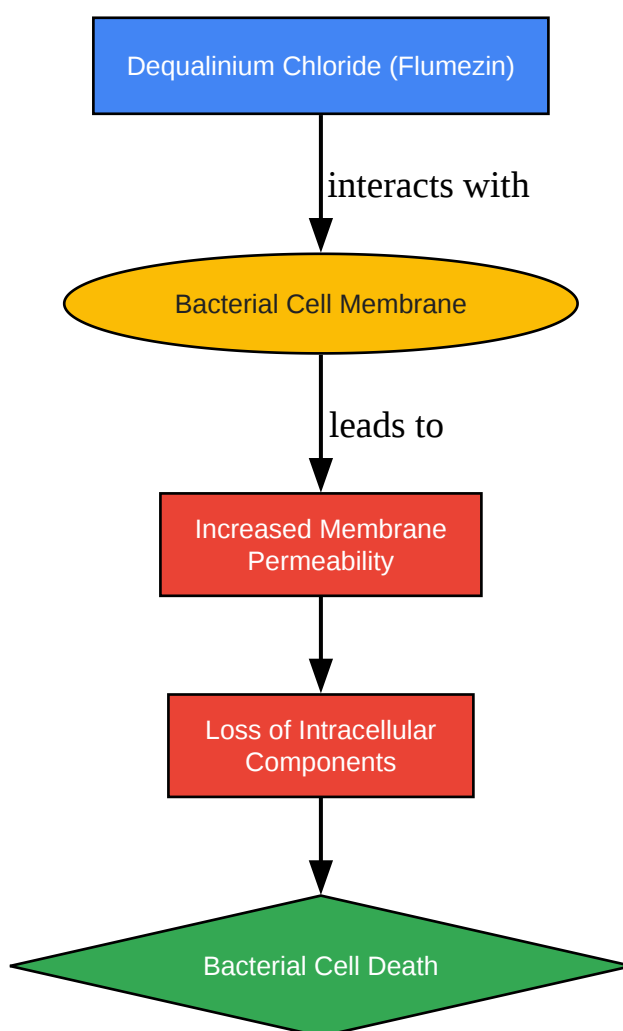 Dequalinium Chloride (Flumezin)
interacts with
Bacterial Cell Membrane
leads to
Increased Membrane
Permeability
Loss of Intracellular
Components
Bacterial Cell Death